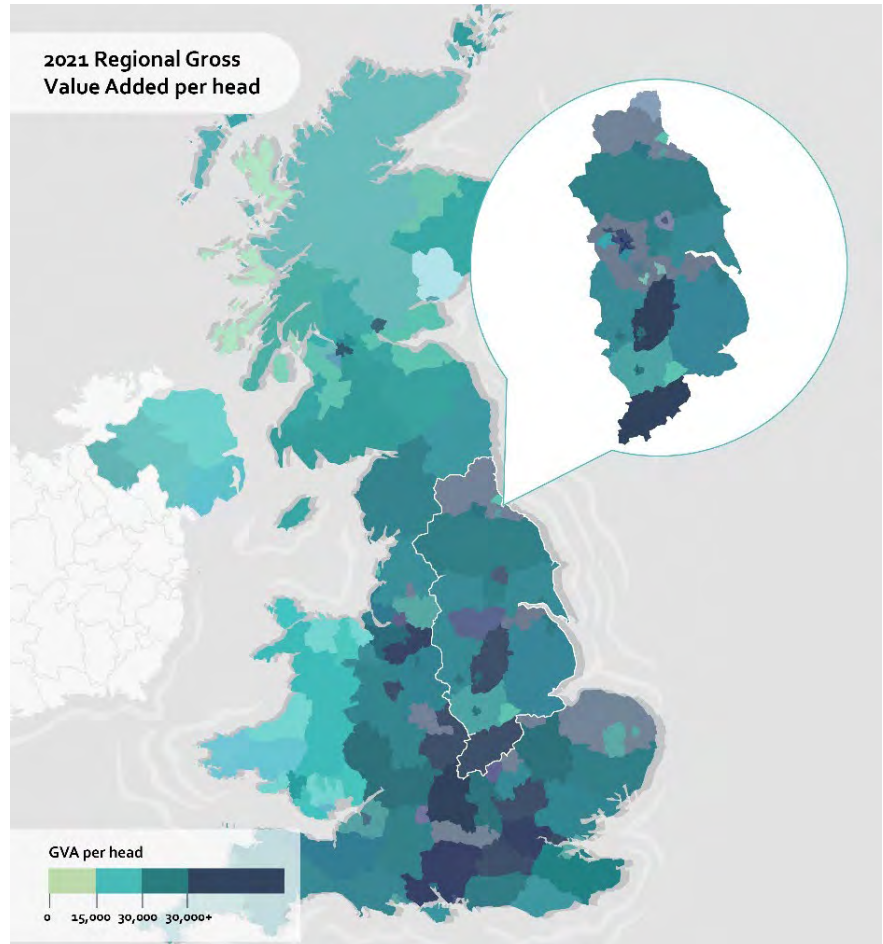 2021 Regional Gross
Value Added per head
GVA per head
0 15,000 30,000 30,000+